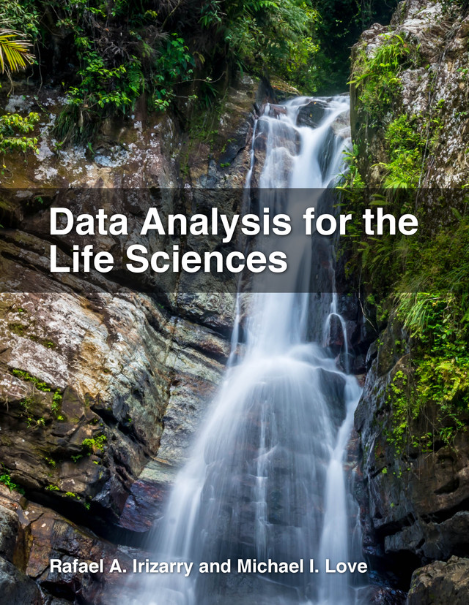 Data Analysis for the
Life Sciences
Rafael A. Irizarry and Michael I. Love